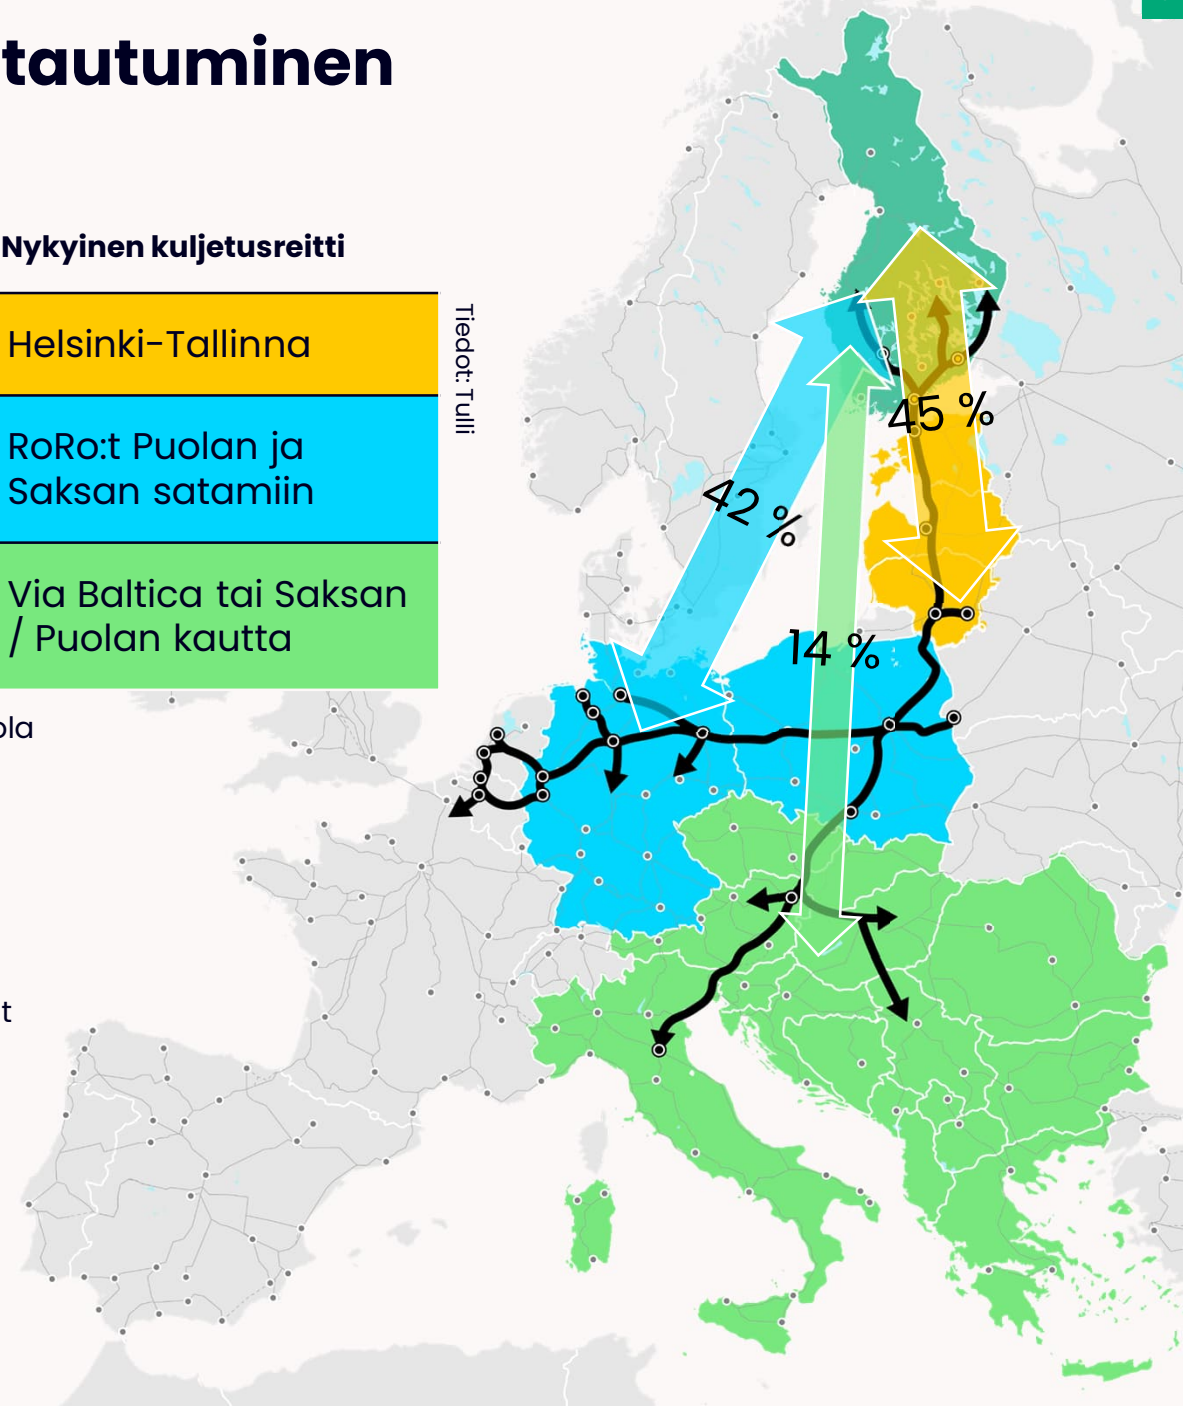 tautuminen
Nykyinen kuljetusreitti
Helsinki-Tallinna
RoRo:t Puolan ja
Saksan satamiin
Via Baltica tai Saksan
/ Puolan kautta
Tiedot: Tulli
45 %
42 %
14 %
ola
t